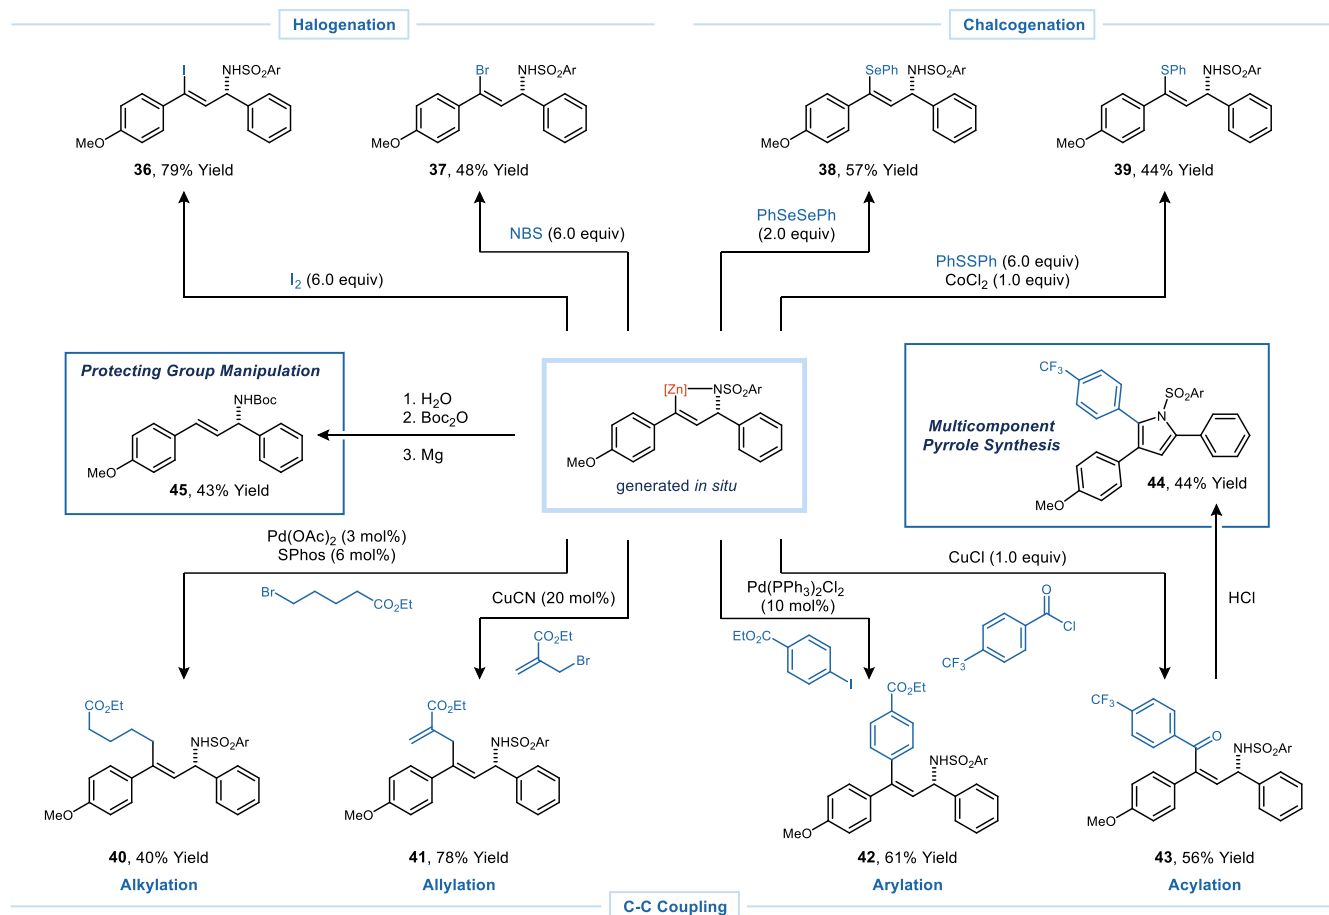 Halogenation
Chalcogenation
I
NHSO2Ar
MeO
36, 79% Yield
Br
NHSO2Ar
MeO
37, 48% Yield
SePh
NHSO2Ar
MeO
38, 57% Yield
SPh
NHSO2Ar
MeO
39, 44% Yield
I2 (6.0 equiv)
NBS (6.0 equiv)
PhSeSePh
(2.0 equiv)
PhSSPh (6.0 equiv)
CoCl2 (1.0 equiv)
Protecting Group Manipulation
NHBoc
MeO
45, 43% Yield
1. H2O
2. Boc2O
3. Mg
[Zn]
NSO2Ar
MeO
generated in situ
Multicomponent
Pyrrole Synthesis
CF3
SO2Ar
N
MeO
44, 44% Yield
Pd(OAc)2 (3 mol%)
SPhos (6 mol%)
Br
CO2Et
CuCN (20 mol%)
CO2Et
Br
Pd(PPh3)2Cl2
(10 mol%)
EtO2C
I
CuCl (1.0 equiv)
O
Cl
CF3
HCl
CO2Et
NHSO2Ar
MeO
40, 40% Yield
Alkylation
CO2Et
NHSO2Ar
MeO
41, 78% Yield
Allylation
CO2Et
NHSO2Ar
MeO
42, 61% Yield
Arylation
CF3
O
NHSO2Ar
MeO
43, 56% Yield
Acylation
C-C Coupling